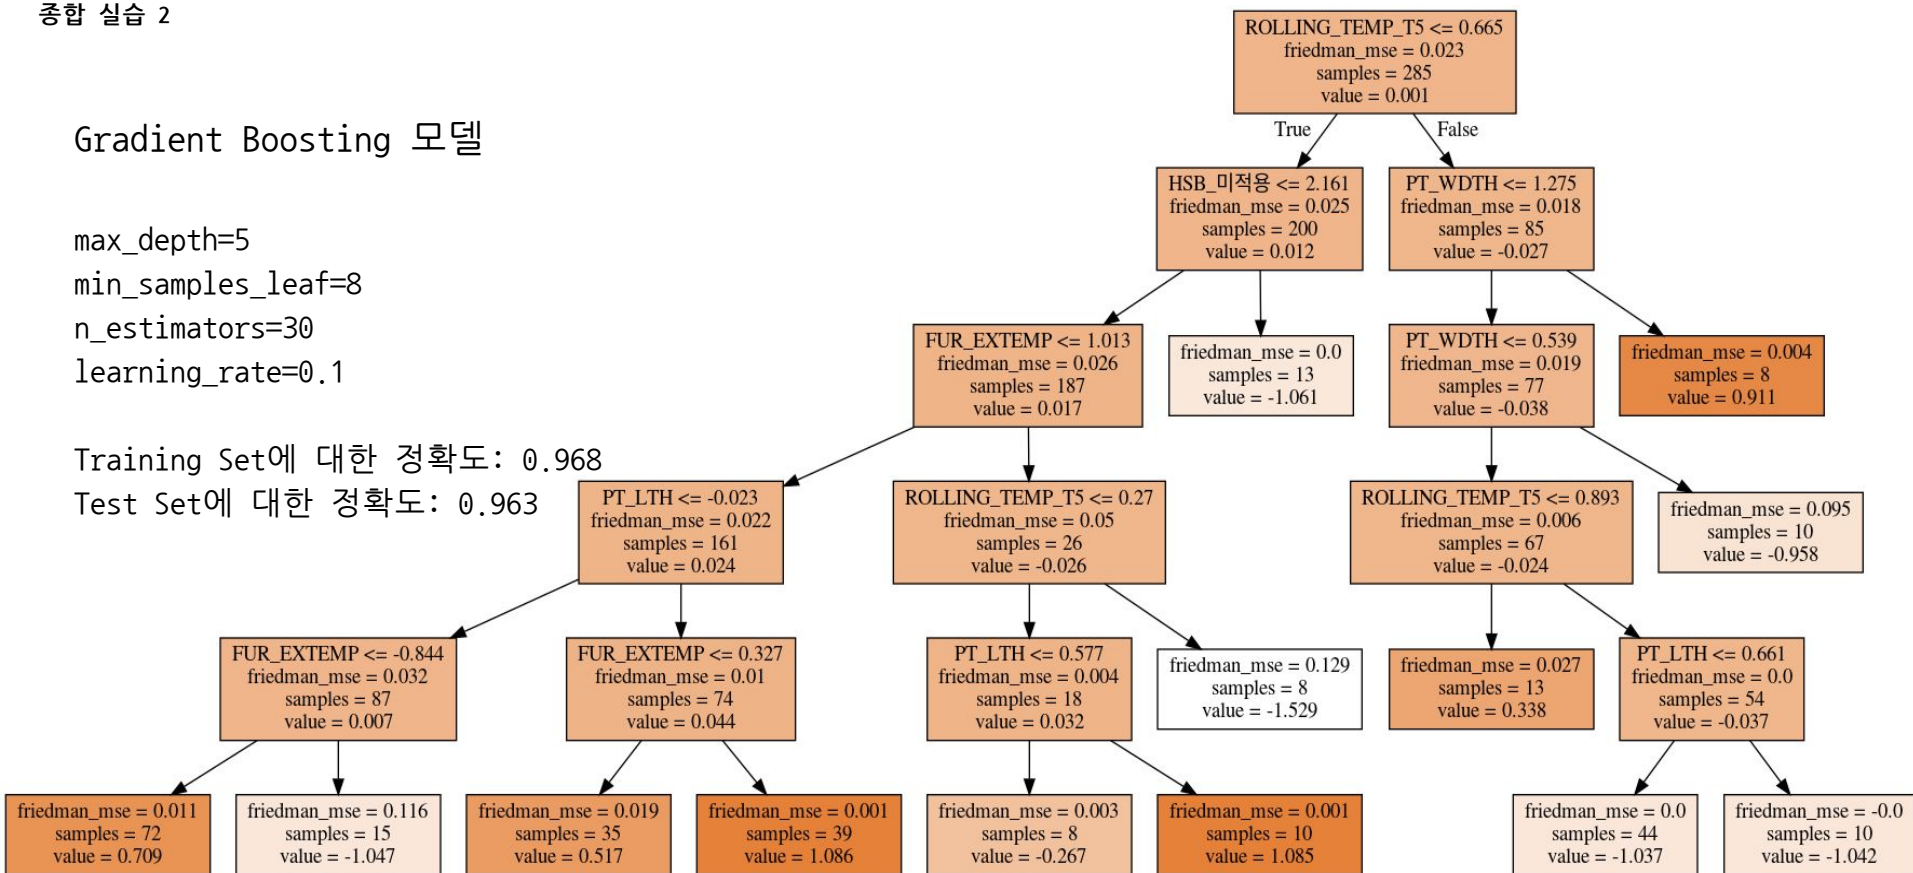 종합 실습 2
Gradient Boosting 모델
max_depth=5
min_samples_leaf=8
n_estimators=30
learning_rate=0.1
Training Set에 대한 정확도: 0.968
Test Set에 대한 정확도: 0.963
ROLLING_TEMP_T5 <= 0.665
friedman_mse = 0.023
samples = 285
value = 0.001
True
False
HSB_미적용 <= 2.161
friedman_mse = 0.025
samples = 200
value = 0.012
PT_WDTH <= 1.275
friedman_mse = 0.018
samples = 85
value = -0.027
FUR_EXTEMP <= 1.013
friedman_mse = 0.026
samples = 187
value = 0.017
friedman_mse = 0.0
samples = 13
value = -1.061
PT_WDTH <= 0.539
friedman_mse = 0.019
samples = 77
value = -0.038
friedman_mse = 0.004
samples = 8
value = 0.911
PT_LTH <= -0.023
friedman_mse = 0.022
samples = 161
value = 0.024
ROLLING_TEMP_T5 <= 0.27
friedman_mse = 0.05
samples = 26
value = -0.026
ROLLING_TEMP_T5 <= 0.893
friedman_mse = 0.006
samples = 67
value = -0.024
friedman_mse = 0.095
samples = 10
value = -0.958
FUR_EXTEMP <= -0.844
friedman_mse = 0.032
samples = 87
value = 0.007
FUR_EXTEMP <= 0.327
friedman_mse = 0.01
samples = 74
value = 0.044
PT_LTH <= 0.577
friedman_mse = 0.004
samples = 18
value = 0.032
friedman_mse = 0.129
samples = 8
value = -1.529
friedman_mse = 0.027
samples = 13
value = 0.338
PT_LTH <= 0.661
friedman_mse = 0.0
samples = 54
value = -0.037
friedman_mse = 0.011
samples = 72
value = 0.709
friedman_mse = 0.116
samples = 15
value = -1.047
friedman_mse = 0.019
samples = 35
value = 0.517
friedman_mse = 0.001
samples = 39
value = 1.086
friedman_mse = 0.003
samples = 8
value = -0.267
friedman_mse = 0.001
samples = 10
value = 1.085
friedman_mse = 0.0
samples = 44
value = -1.037
friedman_mse = -0.0
samples = 10
value = -1.042